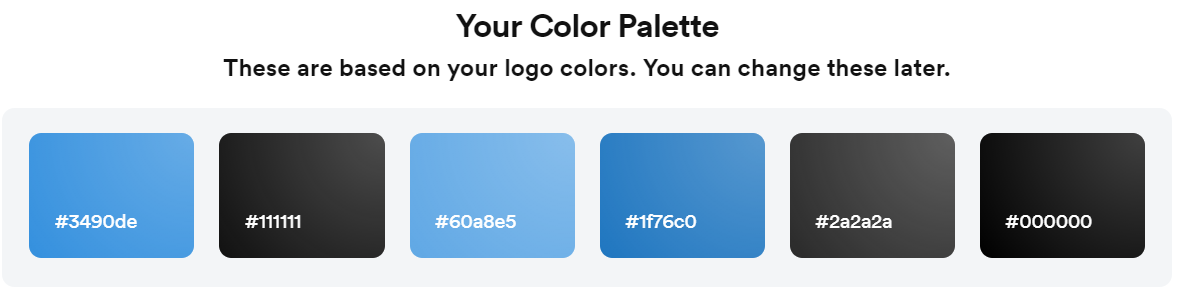 Your Color Palette
These are based on your logo colors. You can change these later.
#3490de #111111 #60a8e5 #1f76c0 #2a2a2a #000000